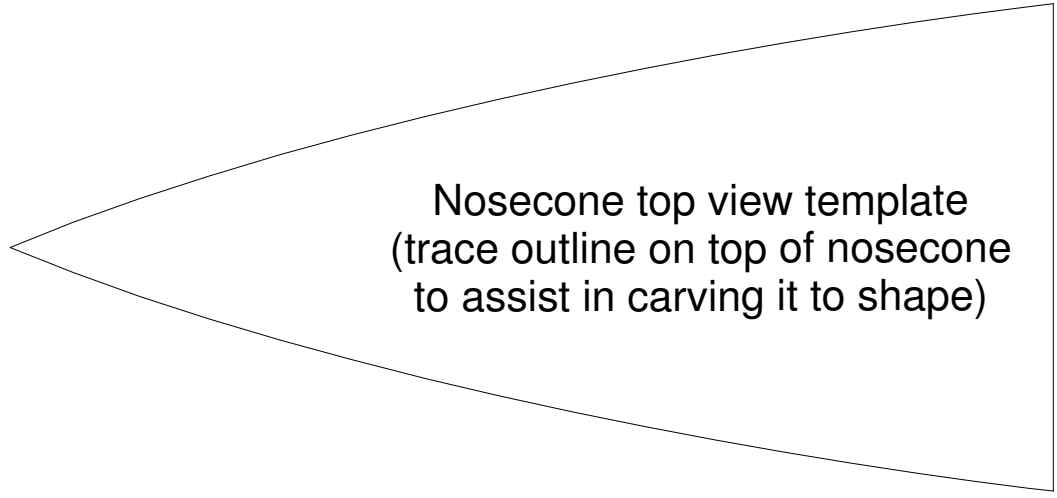 Nosecone top view template
(trace outline on top of nosecone
to assist in carving it to shape)